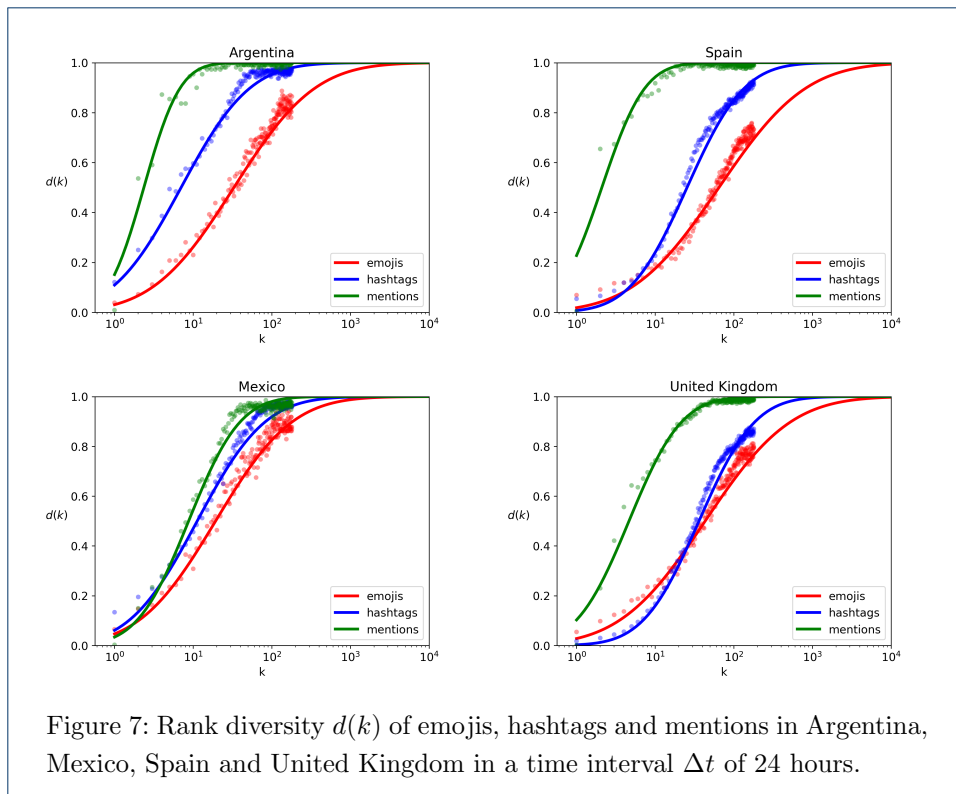 Argentina
1.0
0.8
0.6
d(k)
0.4
0.2
0.0
10^0
10^1
10^2
10^3
10^4
k
emojis
hashtags
mentions
Spain
1.0
0.8
0.6
d(k)
0.4
0.2
0.0
10^0
10^1
10^2
10^3
10^4
k
emojis
hashtags
mentions
Mexico
1.0
0.8
0.6
d(k)
0.4
0.2
0.0
10^0
10^1
10^2
10^3
10^4
k
emojis
hashtags
mentions
United Kingdom
1.0
0.8
0.6
d(k)
0.4
0.2
0.0
10^0
10^1
10^2
10^3
10^4
k
emojis
hashtags
mentions
Figure 7: Rank diversity d(k) of emojis, hashtags and mentions in Argentina,
Mexico, Spain and United Kingdom in a time interval Δt of 24 hours.